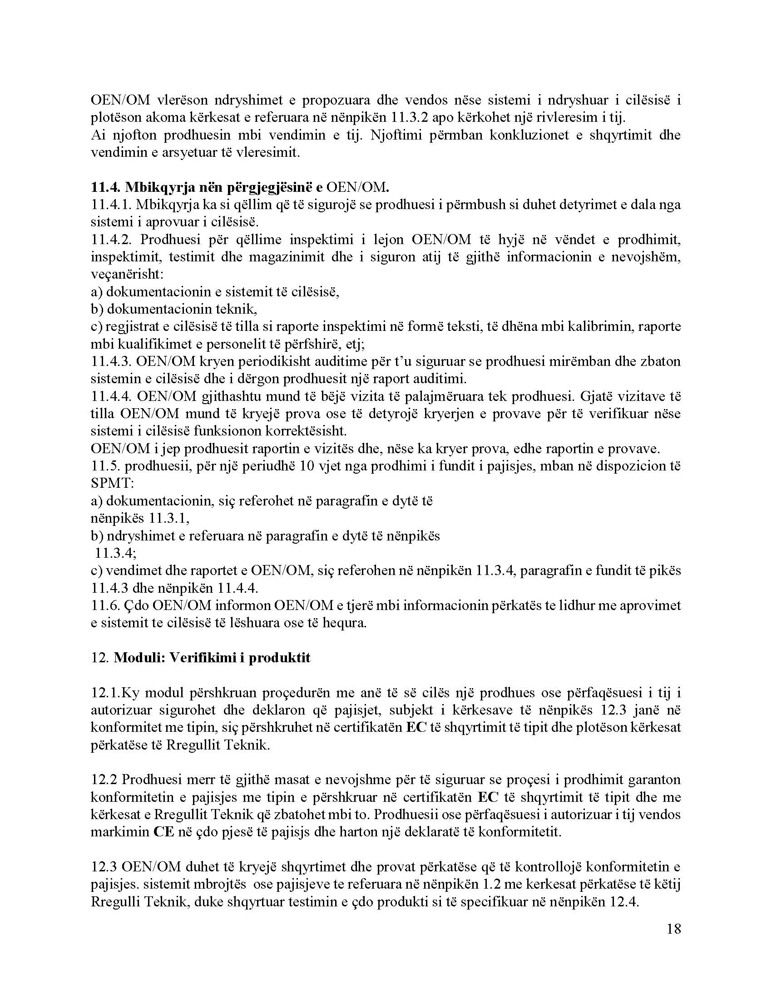 OEN/OM vlerëson ndryshimet e propozuara dhe vendos nëse sistemi i ndryshuar i cilësisë i
plotëson akoma kërkesat e referuara në nënpikën 11.3.2 apo kërkohet një rivleresim i tij.
Ai njofton prodhuesin mbi vendimin e tij. Njoftimi përmban konkluzionet e shqyrtimit dhe
vendimin e arsyetuar të vleresimit.
11.4. Mbikqyrja nën përgjegjësinë e OEN/OM.
11.4.1. Mbikqyrja ka si qëllim që të sigurojë se prodhuesi i përmbush si duhet detyrimet e dala nga
sistemi i aprovuar i cilësisë.
11.4.2. Prodhuesi për qëllime inspektimi i lejon OEN/OM të hyjë në vëndet e prodhimit,
inspektimit, testimit dhe magazinimit dhe i siguron atij të gjithë informacionin e nevojshëm,
veçanërisht:
a) dokumentacionin e sistemit të cilësisë,
b) dokumentacionin teknik,
c) regjistrat e cilësisë të tilla si raporte inspektimi në formë teksti, të dhëna mbi kalibrimin, raporte
mbi kualifikimet e personelit të përfshirë, etj;
11.4.3. OEN/OM kryen periodikisht auditime për t’u siguruar se prodhuesi mirëmban dhe zbaton
sistemin e cilësisë dhe i dërgon prodhuesit një raport auditimi.
11.4.4. OEN/OM gjithashtu mund të bëjë vizita të palajmëruara tek prodhuesi. Gjatë vizitave të
tilla OEN/OM mund të kryejë prova ose të detyrojë kryerjen e provave për të verifikuar nëse
sistemi i cilësisë funksionon korrektësisht.
OEN/OM i jep prodhuesit raportin e vizitës dhe, nëse ka kryer prova, edhe raportin e provave.
11.5. prodhuesii, për një periudhë 10 vjet nga prodhimi i fundit i pajisjes, mban në dispozicion të
SPMT:
a) dokumentacionin, siç referohet në paragrafin e dytë të
nënpikës 11.3.1,
b) ndryshimet e referuara në paragrafin e dytë të nënpikës
11.3.4;
c) vendimet dhe raportet e OEN/OM, siç referohen në nënpikën 11.3.4, paragrafin e fundit të pikës
11.4.3 dhe nënpikën 11.4.4.
11.6. Çdo OEN/OM informon OEN/OM e tjerë mbi informacionin përkatës te lidhur me aprovimet
e sistemit te cilësisë të lëshuara ose të hequra.
12. Moduli: Verifikimi i produktit
12.1.Ky modul përshkruan proçedurën me anë të së cilës një prodhues ose përfaqësuesi i tij i
autorizuar sigurohet dhe deklaron që pajisjet, subjekt i kërkesave të nënpikës 12.3 janë në
konformitet me tipin, siç përshkruhet në certifikatën EC të shqyrtimit të tipit dhe plotëson kërkesat
përkatëse të Rregullit Teknik.
12.2 Prodhuesi merr të gjithë masat e nevojshme për të siguruar se proçesi i prodhimit garanton
konformitetin e pajisjes me tipin e përshkruar në certifikatën EC të shqyrtimit të tipit dhe me
kërkesat e Rregullit Teknik që zbatohet mbi to. Prodhuesii ose përfaqësuesi i autorizuar i tij vendos
markimin CE në çdo pjesë të pajisjs dhe harton një deklaratë të konformitetit.
12.3 OEN/OM duhet të kryejë shqyrtimet dhe provat përkatëse që të kontrollojë konformitetin e
pajisjes. sistemit mbrojtës  ose pajisjeve te referuara në nënpikën 1.2 me kerkesat përkatëse të këtij
Rregulli Teknik, duke shqyrtuar testimin e çdo produkti si të specifikuar në nënpikën 12.4.
18